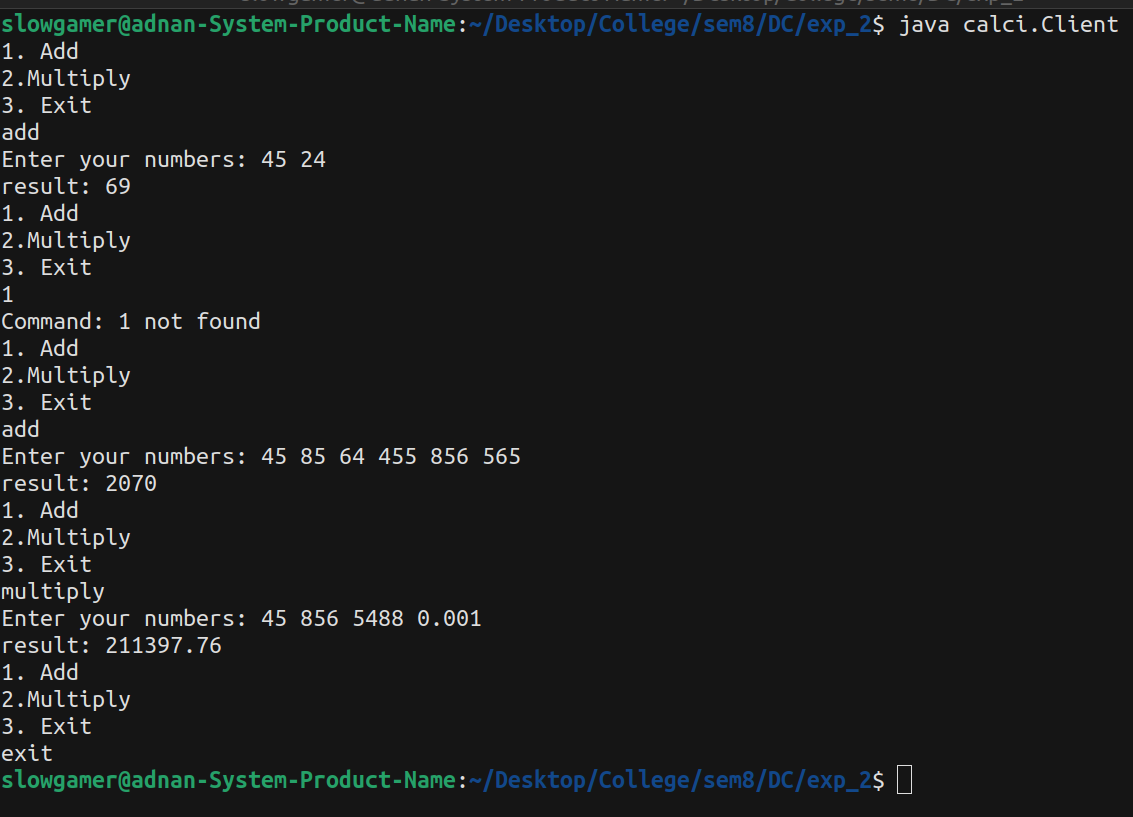 slowgamer@adnan-System-Product-Name:~/Desktop/College/sem8/DC/exp_2$ java calci.Client
1. Add
2.Multiply
3. Exit
add
Enter your numbers: 45 24
result: 69
1. Add
2.Multiply
3. Exit
1
Command: 1 not found
1. Add
2.Multiply
3. Exit
add
Enter your numbers: 45 85 64 455 856 565
result: 2070
1. Add
2.Multiply
3. Exit
multiply
Enter your numbers: 45 856 5488 0.001
result: 211397.76
1. Add
2.Multiply
3. Exit
exit
slowgamer@adnan-System-Product-Name:~/Desktop/College/sem8/DC/exp_2$